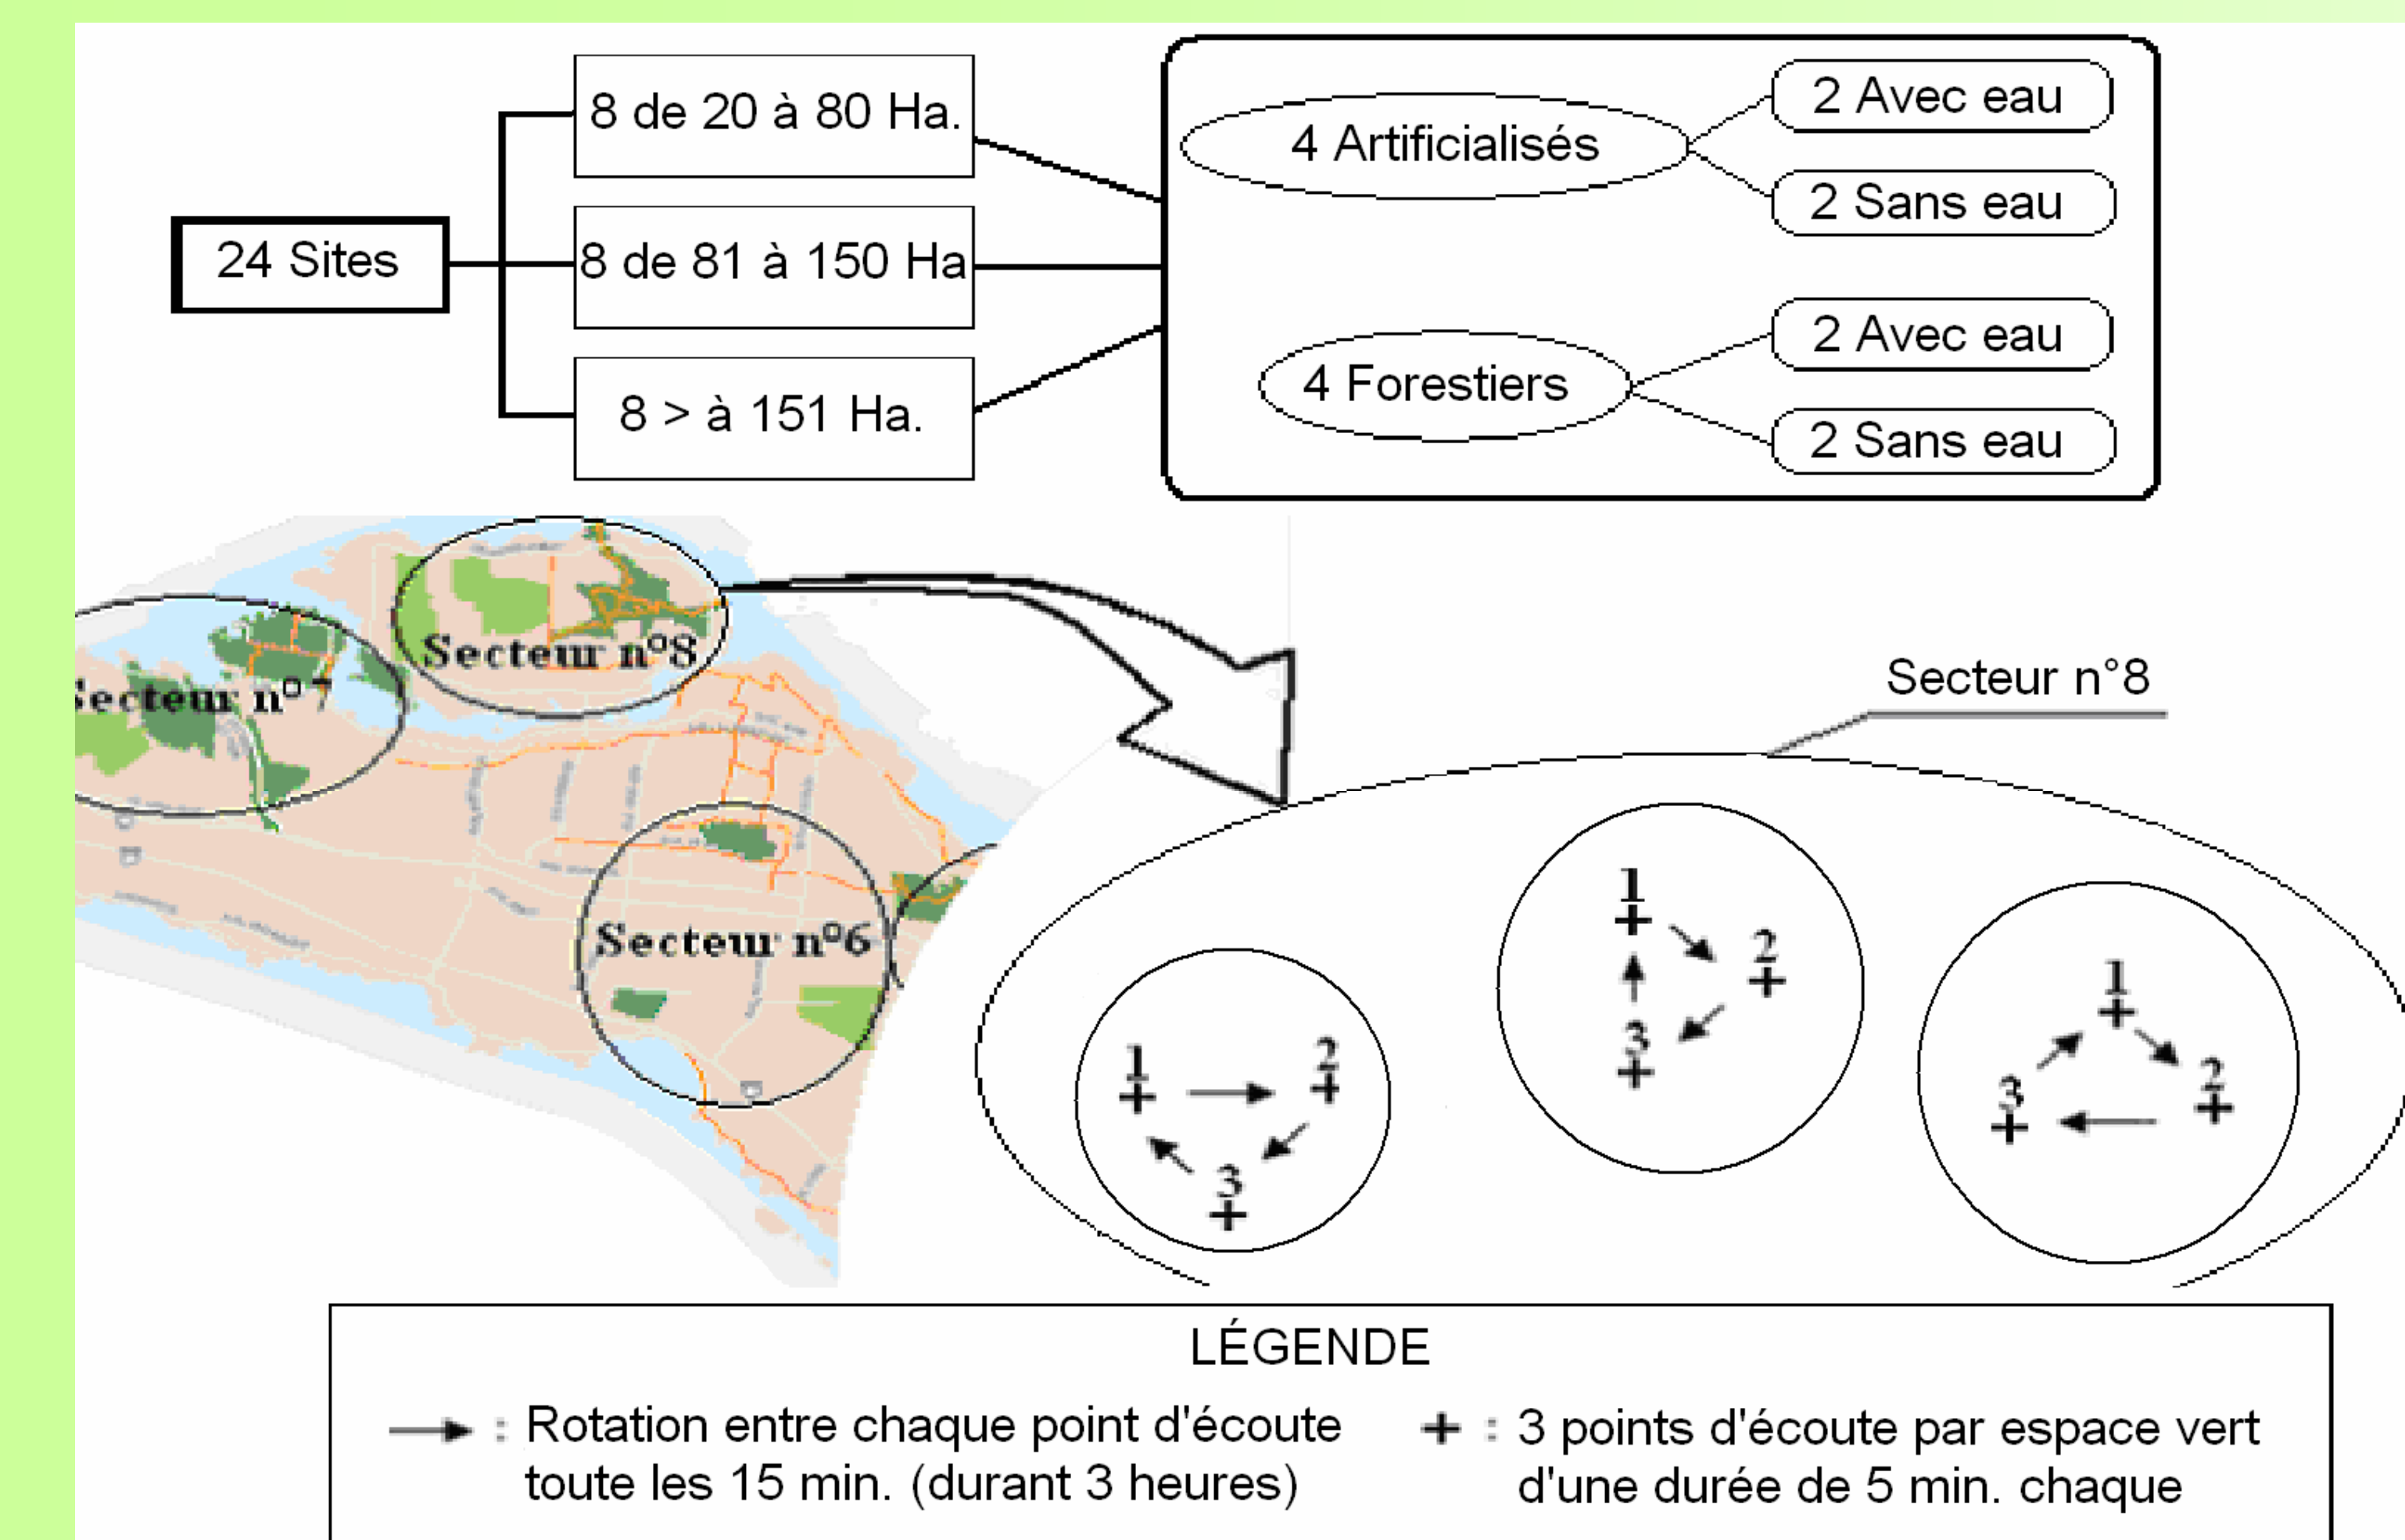 24 Sites
8 de 20 à 80 Ha.
8 de 81 à 150 Ha
8 > à 151 Ha.
4 Artificialisés
2 Avec eau
2 Sans eau
4 Forestiers
2 Avec eau
2 Sans eau
Secteur nº8
Secteur nº7
Secteur nº6
Secteur n°8
1
2
3
1
2
3
1
2
3
LÉGENDE
: Rotation entre chaque point d'écoute
toute les 15 min. (durant 3 heures)
+ : 3 points d'écoute par espace vert
d'une durée de 5 min. chaque